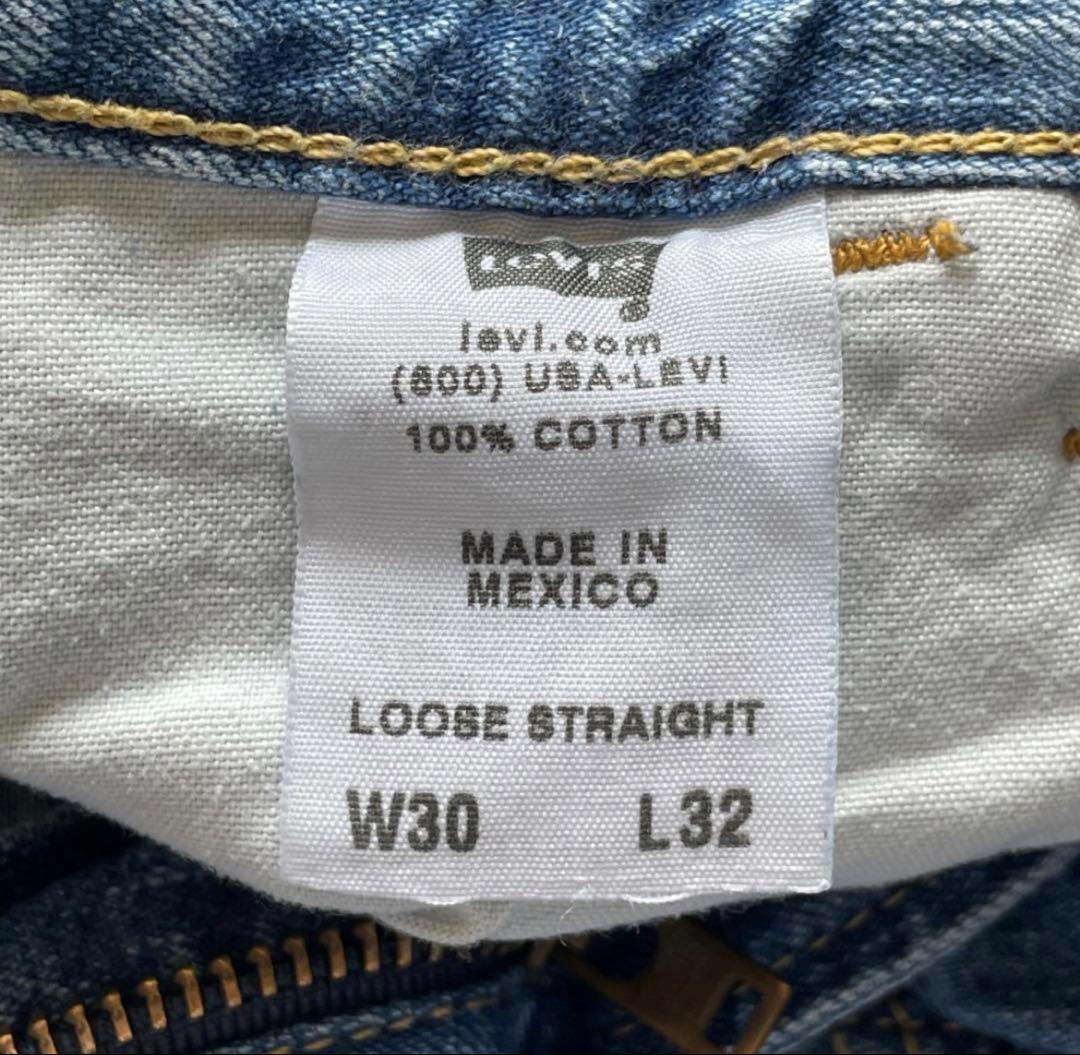 Levi's
levi.com
(800) USA-LEVI
100% COTTON
MADE IN
MEXICO
LOOSE STRAIGHT
W30 L32